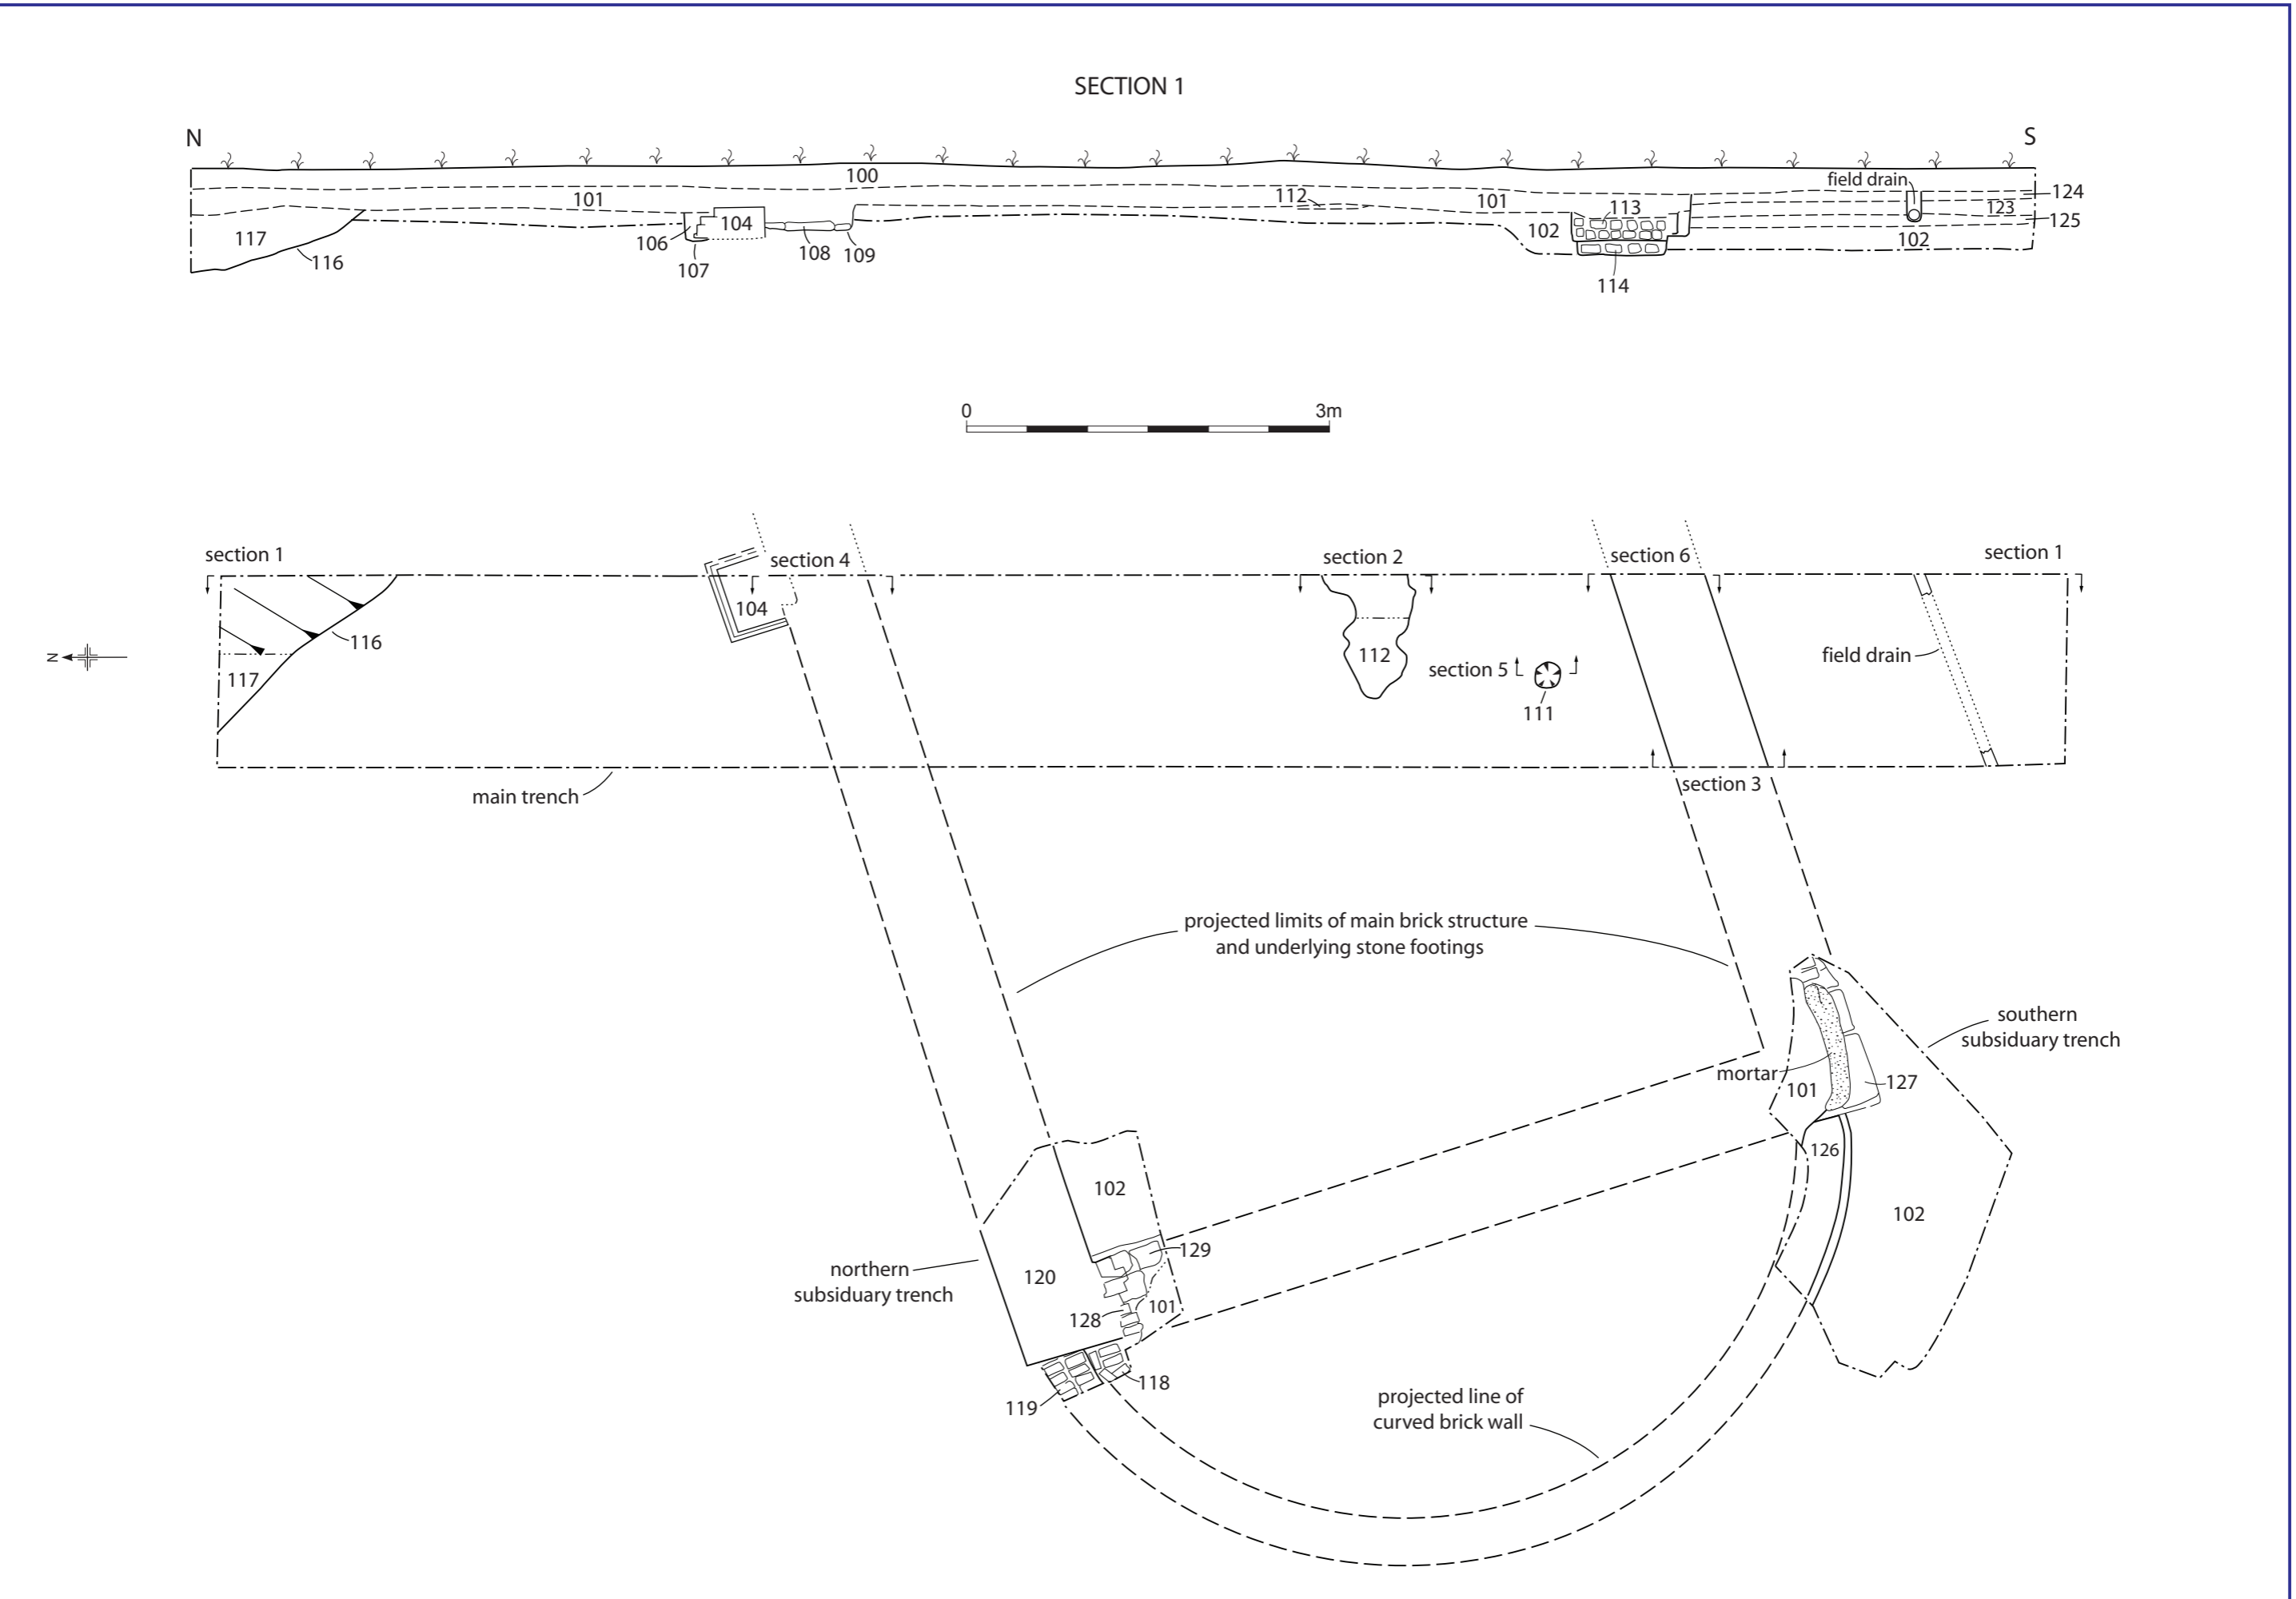 SECTION 1
N
S
100
field drain
124
101
112
101
123
104
113
125
117
106
108
109
102
102
116
107
114
0
3m
section 1
section 4
section 2
section 6
section 1
104
116
112
section 5
field drain
N
117
111
main trench
section 3
projected limits of main brick structure
and underlying stone footings
southern
subsiduary trench
mortar
101
127
126
102
102
129
northern
subsiduary trench
120
101
128
118
119
projected line of
curved brick wall